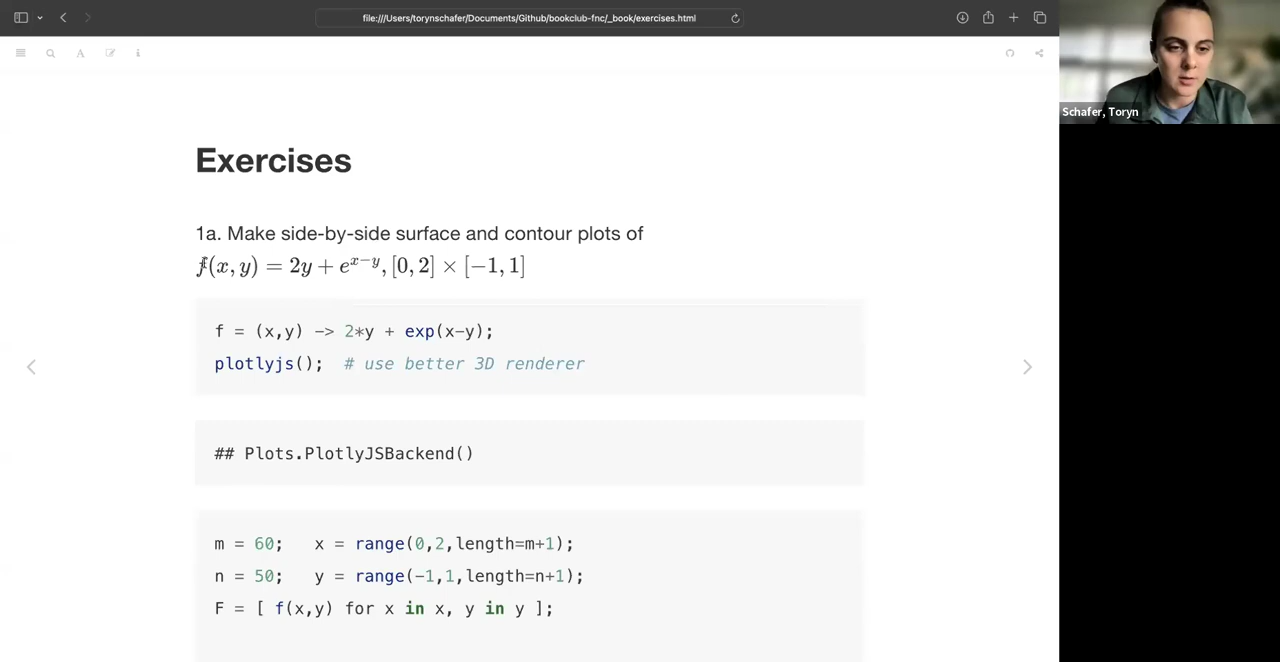 file:///Users/torynschafer/Documents/Github/bookclub-fnc/_book/exercises.html
Schafer, Toryn
Exercises
1a. Make side-by-side surface and contour plots of
f(x, y) = 2y + e^{x−y}, [0, 2] × [−1, 1]
f = (x,y) -> 2*y + exp(x-y);
plotlyjs();  # use better 3D renderer
## Plots.PlotlyJSBackend()
m = 60;   x = range(0,2,length=m+1);
n = 50;   y = range(-1,1,length=n+1);
F = [ f(x,y) for x in x, y in y ];